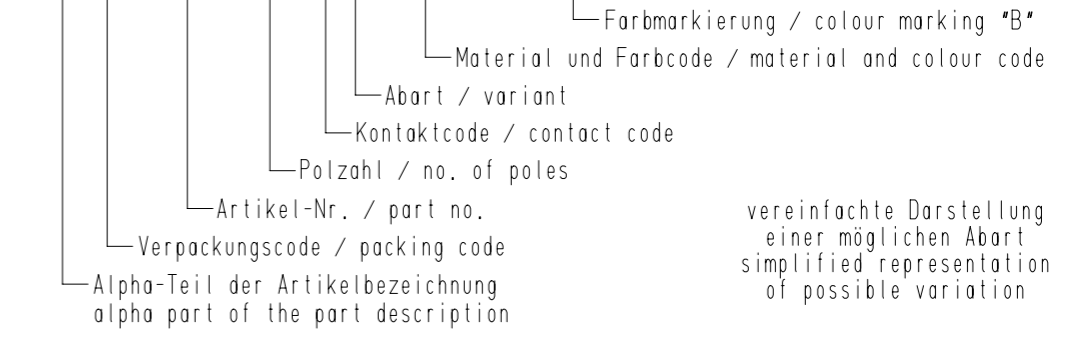 Farbmarkierung / colour marking "B"
Material und Farbcode / material and colour code
Abart / variant
Kontaktcode / contact code
Polzahl / no. of poles
Artikel-Nr. / part no.
Verpackungscode / packing code
Alpha-Teil der Artikelbezeichnung
alpha part of the part description
vereinfachte Darstellung
einer möglichen Abart
simplified representation
of possible variation